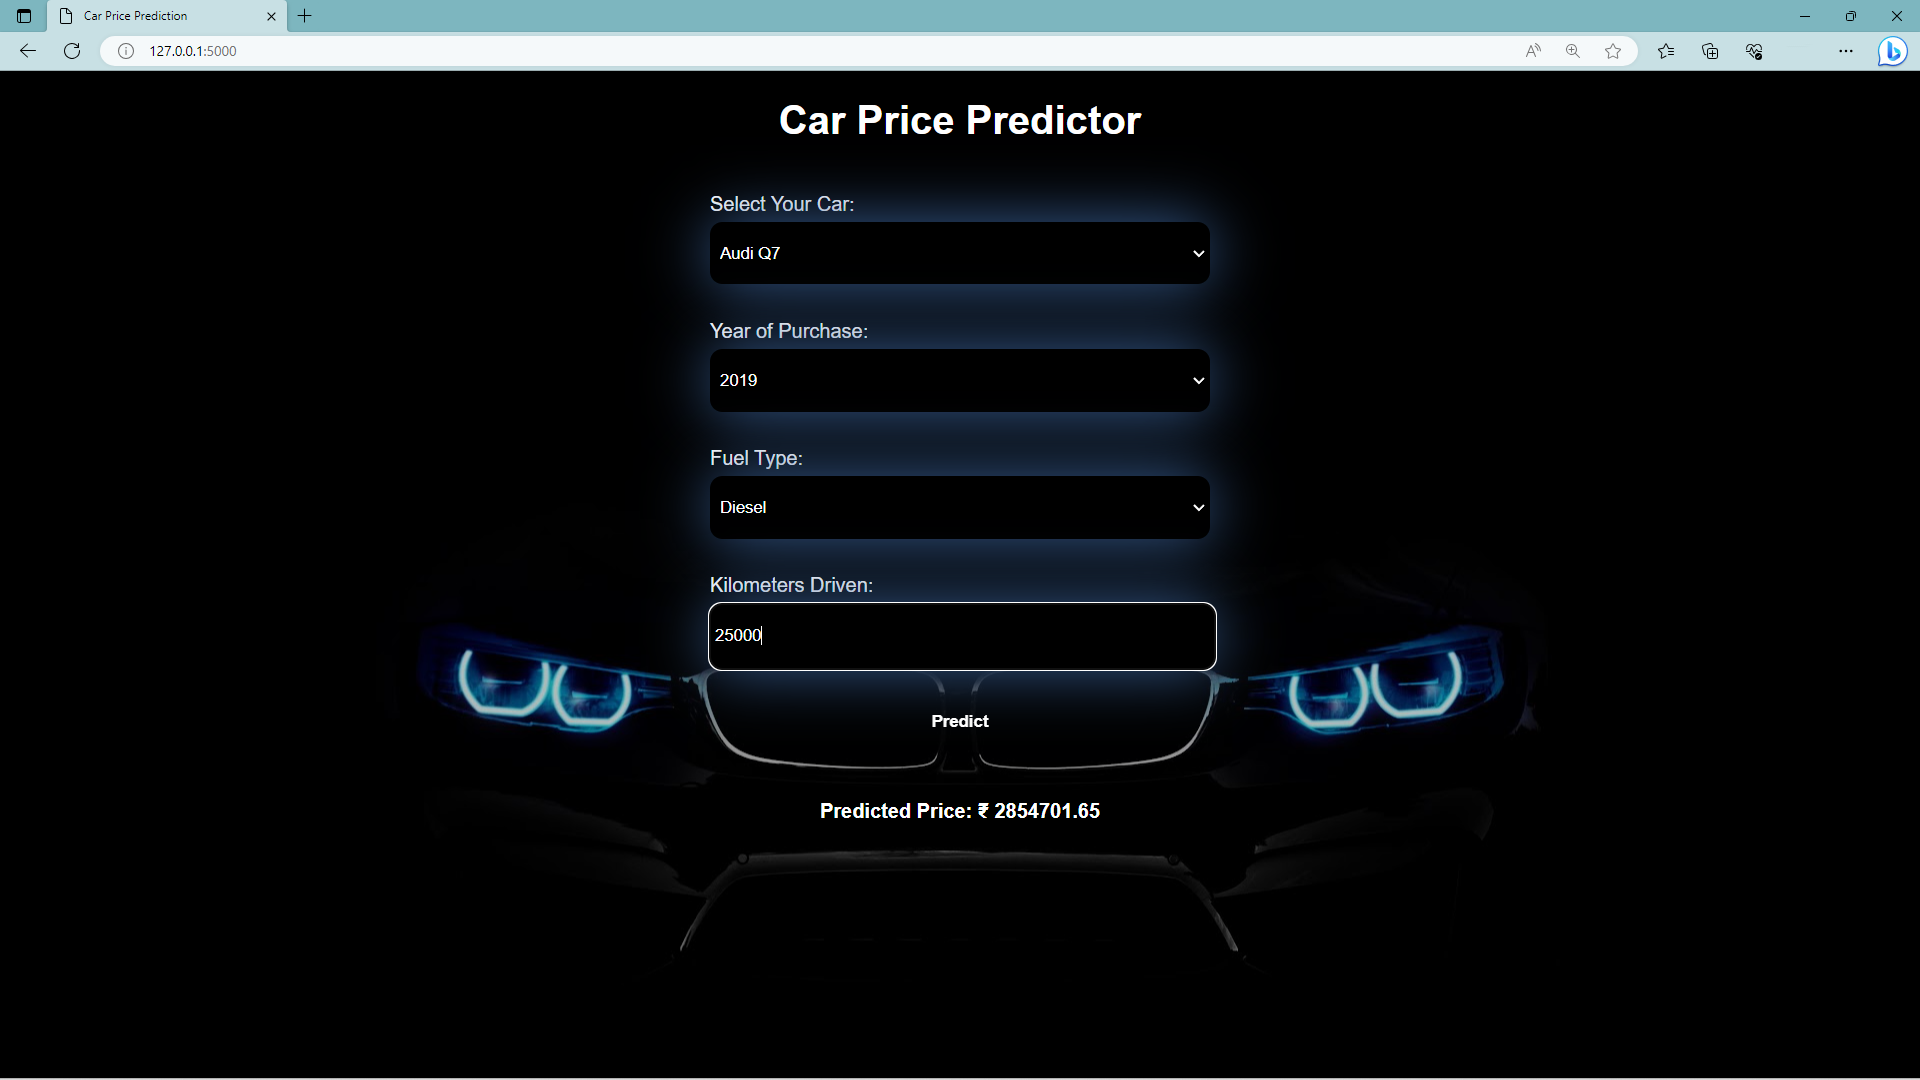 Car Price Prediction
127.0.0.1:5000
Car Price Predictor
Select Your Car:
Audi Q7
Year of Purchase:
2019
Fuel Type:
Diesel
Kilometers Driven:
25000
Predict
Predicted Price: ₹ 2854701.65